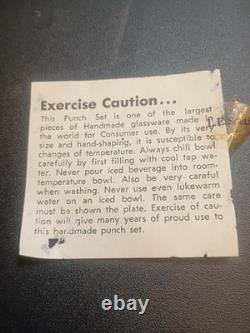 Exercise Caution...
This Punch Set is one of the largest
pieces of Handmade glassware made in
the world for Consumer use. By its very
size and hand-shaping, it is susceptible to
changes of temperature. Always chill bowl
carefully by first filling with cool tap wa-
ter. Never pour iced beverage into room-
temperature bowl. Also be very careful
when washing. Never use even lukewarm
water on an iced bowl. The same care
must be shown the plate. Exercise of cau-
tion will give many years of proud use to
this handmade punch set.